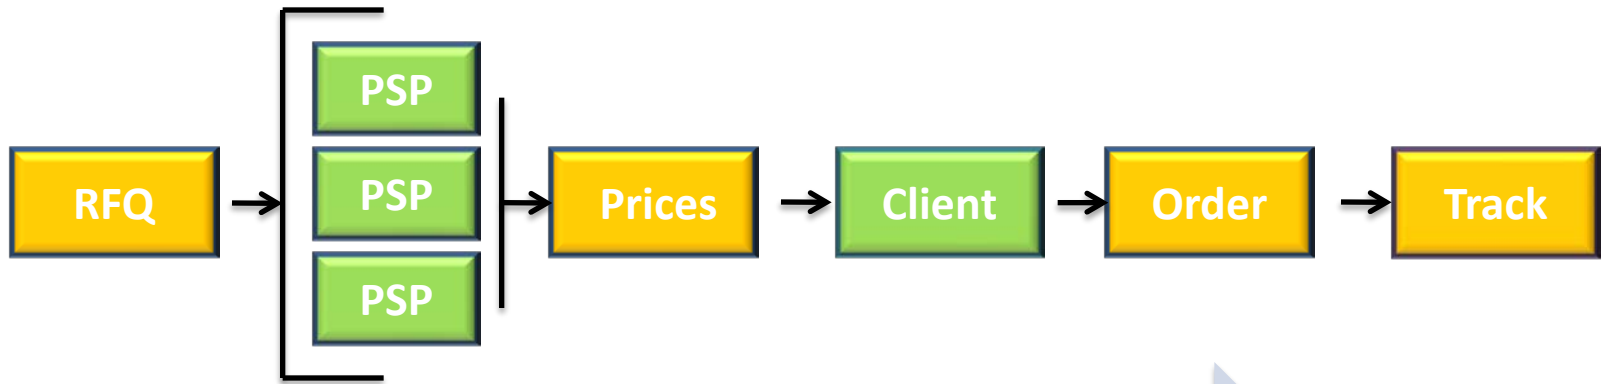 RFQ
PSP
PSP
PSP
Prices
Client
Order
Track